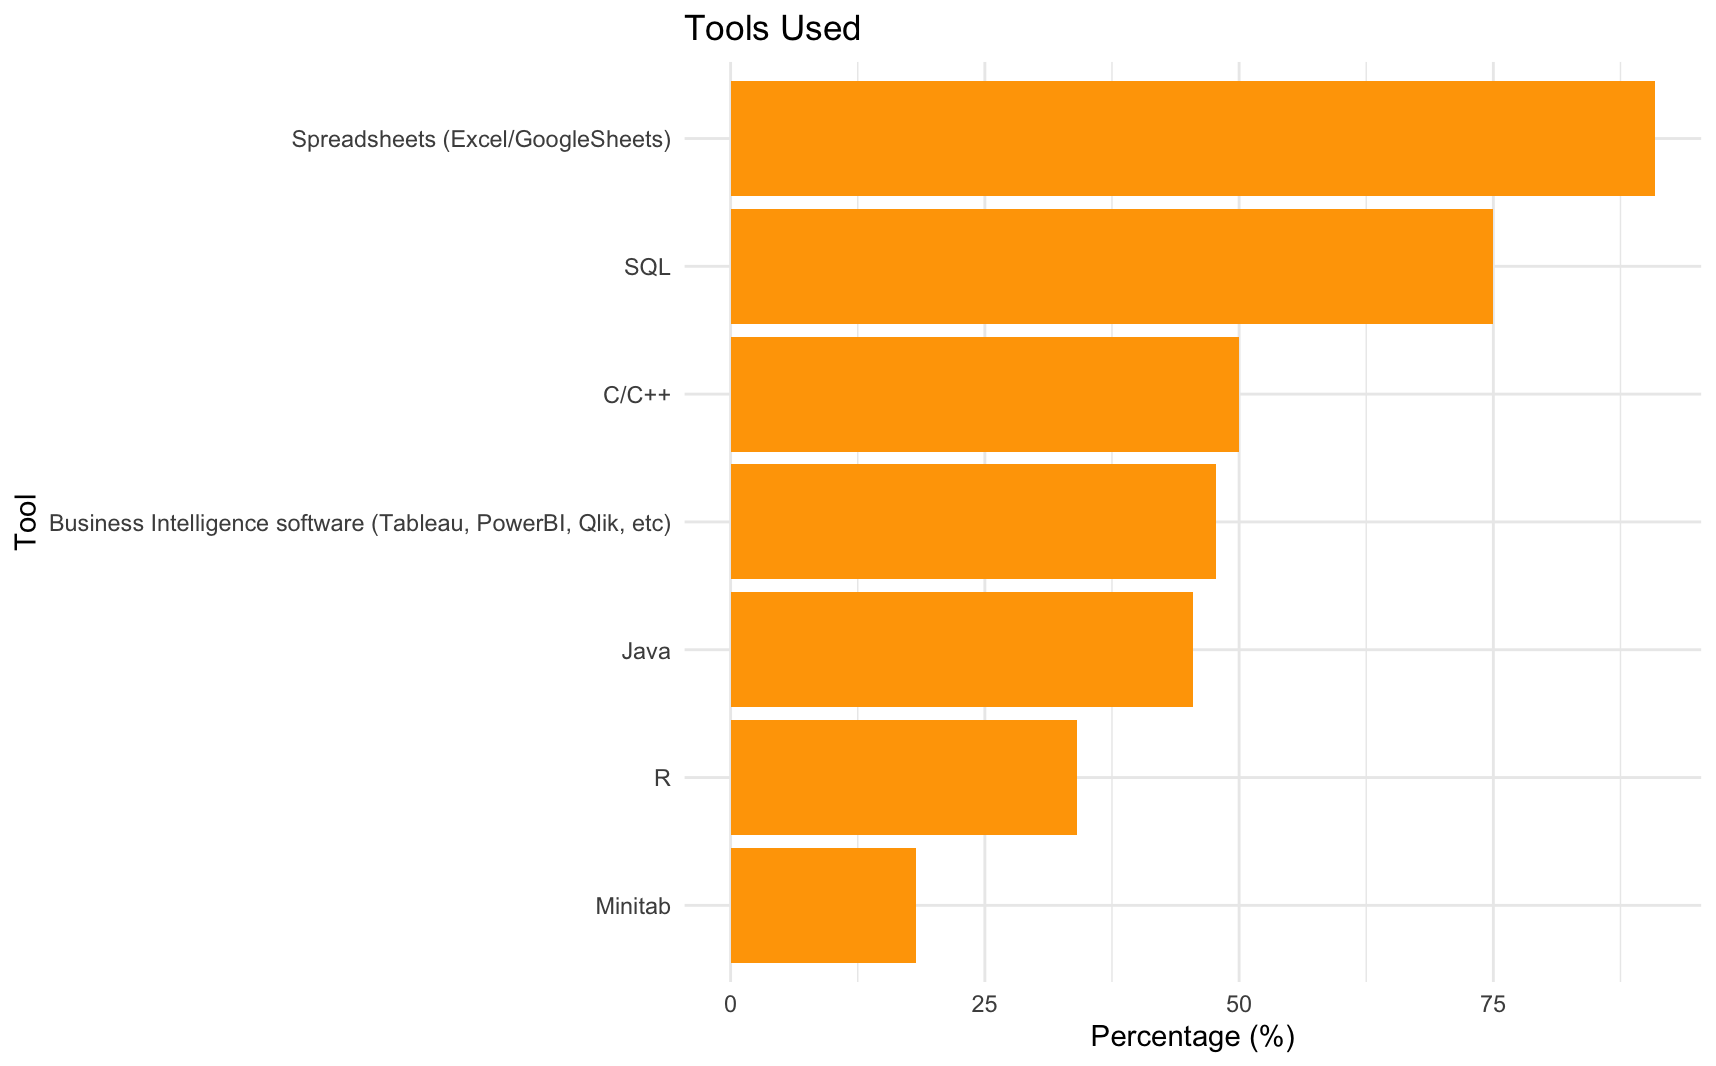 Tools Used
Tool
Spreadsheets (Excel/GoogleSheets)
SQL
C/C++
Business Intelligence software (Tableau, PowerBI, Qlik, etc)
Java
R
Minitab
0 25 50 75
Percentage (%)